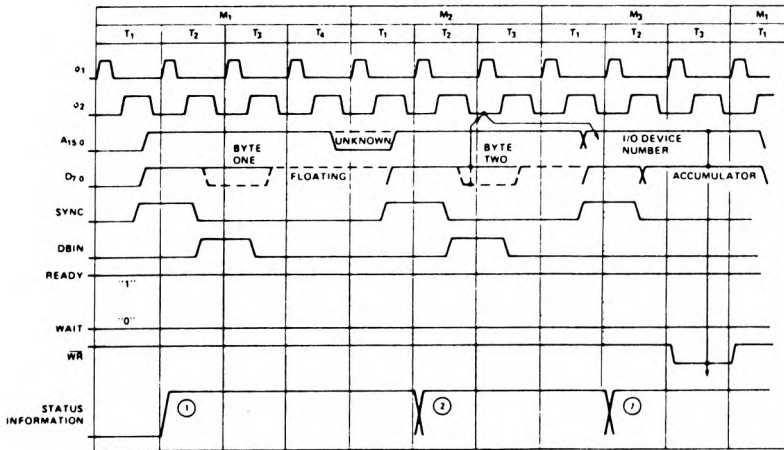 M1 M2 M3 M1
T1 T2 T3 T4 T1 T2 T3 T1 T2 T3 T1
ø1
ø2
A15-0 BYTE ONE UNKNOWN BYTE TWO I/O DEVICE NUMBER
D7-0 FLOATING ACCUMULATOR
SYNC
DBIN
READY
"1"
WAIT "0"
WR
STATUS INFORMATION 1 2 7